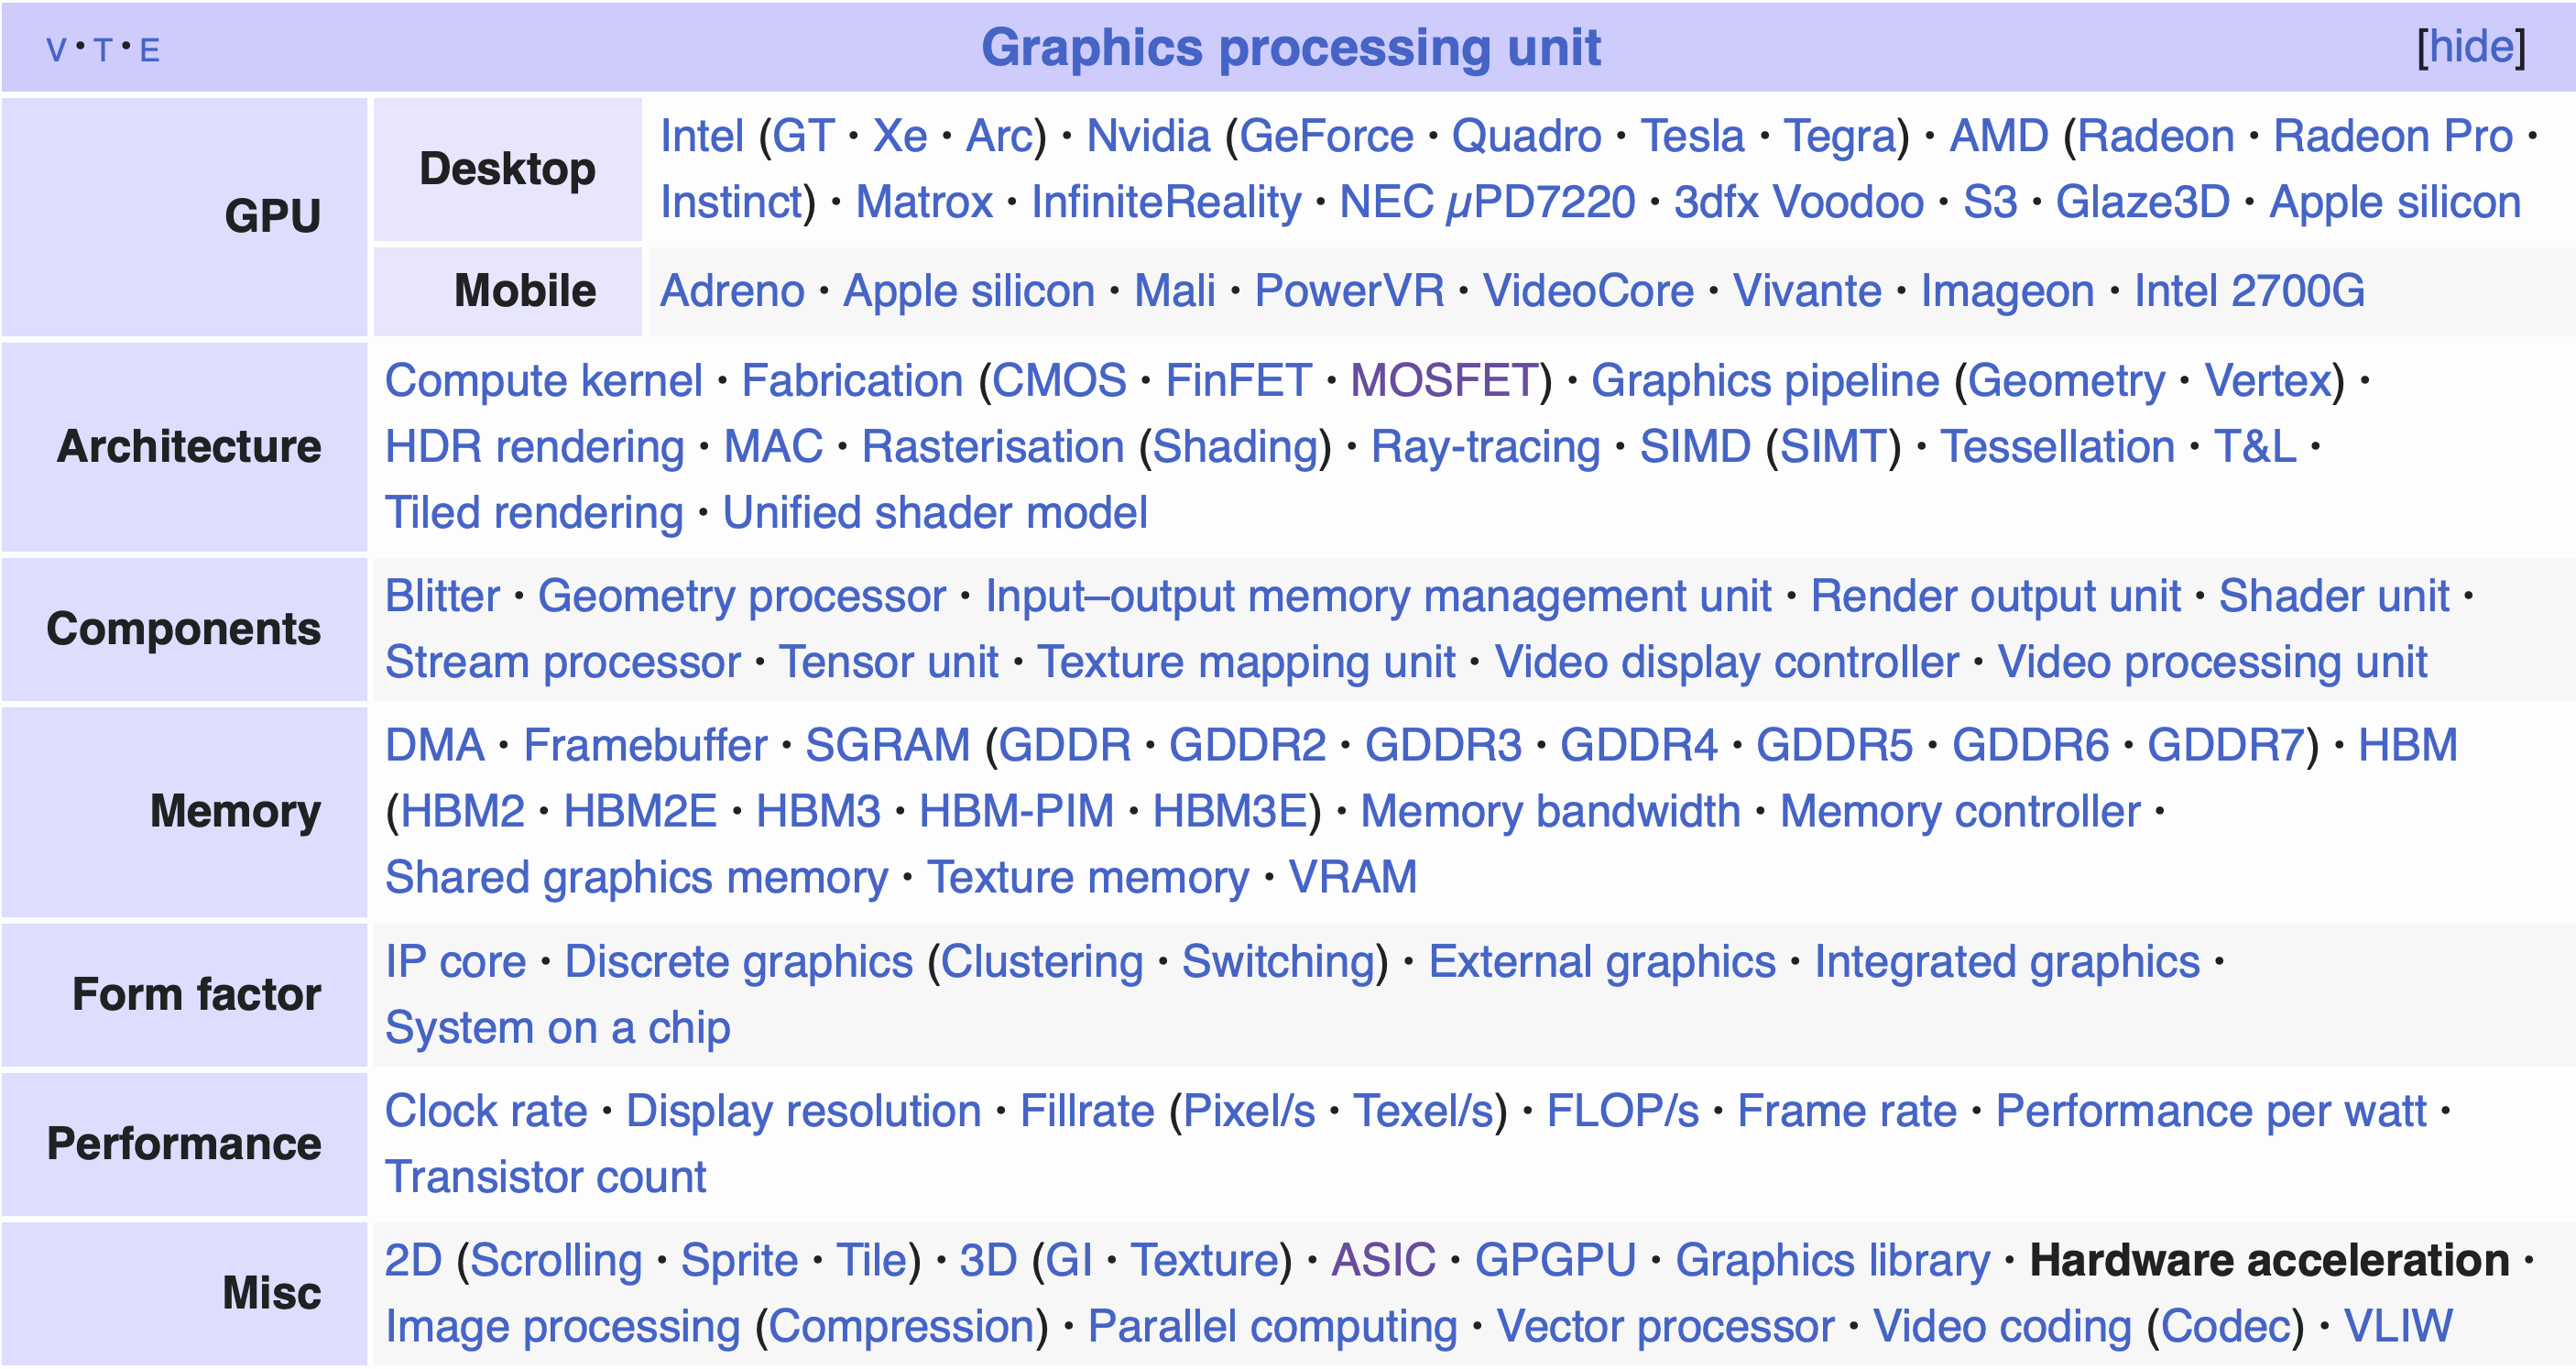 V • T • E Graphics processing unit [hide]
GPU
Desktop
Intel (GT · Xe · Arc) · Nvidia (GeForce · Quadro · Tesla · Tegra) · AMD (Radeon · Radeon Pro ·
Instinct) · Matrox · InfiniteReality · NEC µPD7220 · 3dfx Voodoo · S3 · Glaze3D · Apple silicon
Mobile
Adreno · Apple silicon · Mali · PowerVR · VideoCore · Vivante · Imageon · Intel 2700G
Architecture
Compute kernel · Fabrication (CMOS · FinFET · MOSFET) · Graphics pipeline (Geometry · Vertex) ·
HDR rendering · MAC · Rasterisation (Shading) · Ray-tracing · SIMD (SIMT) · Tessellation · T&L ·
Tiled rendering · Unified shader model
Components
Blitter · Geometry processor · Input–output memory management unit · Render output unit · Shader unit ·
Stream processor · Tensor unit · Texture mapping unit · Video display controller · Video processing unit
Memory
DMA · Framebuffer · SGRAM (GDDR · GDDR2 · GDDR3 · GDDR4 · GDDR5 · GDDR6 · GDDR7) · HBM
(HBM2 · HBM2E · HBM3 · HBM-PIM · HBM3E) · Memory bandwidth · Memory controller ·
Shared graphics memory · Texture memory · VRAM
Form factor
IP core · Discrete graphics (Clustering · Switching) · External graphics · Integrated graphics ·
System on a chip
Performance
Clock rate · Display resolution · Fillrate (Pixel/s · Texel/s) · FLOP/s · Frame rate · Performance per watt ·
Transistor count
Misc
2D (Scrolling · Sprite · Tile) · 3D (GI · Texture) · ASIC · GPGPU · Graphics library · Hardware acceleration ·
Image processing (Compression) · Parallel computing · Vector processor · Video coding (Codec) · VLIW